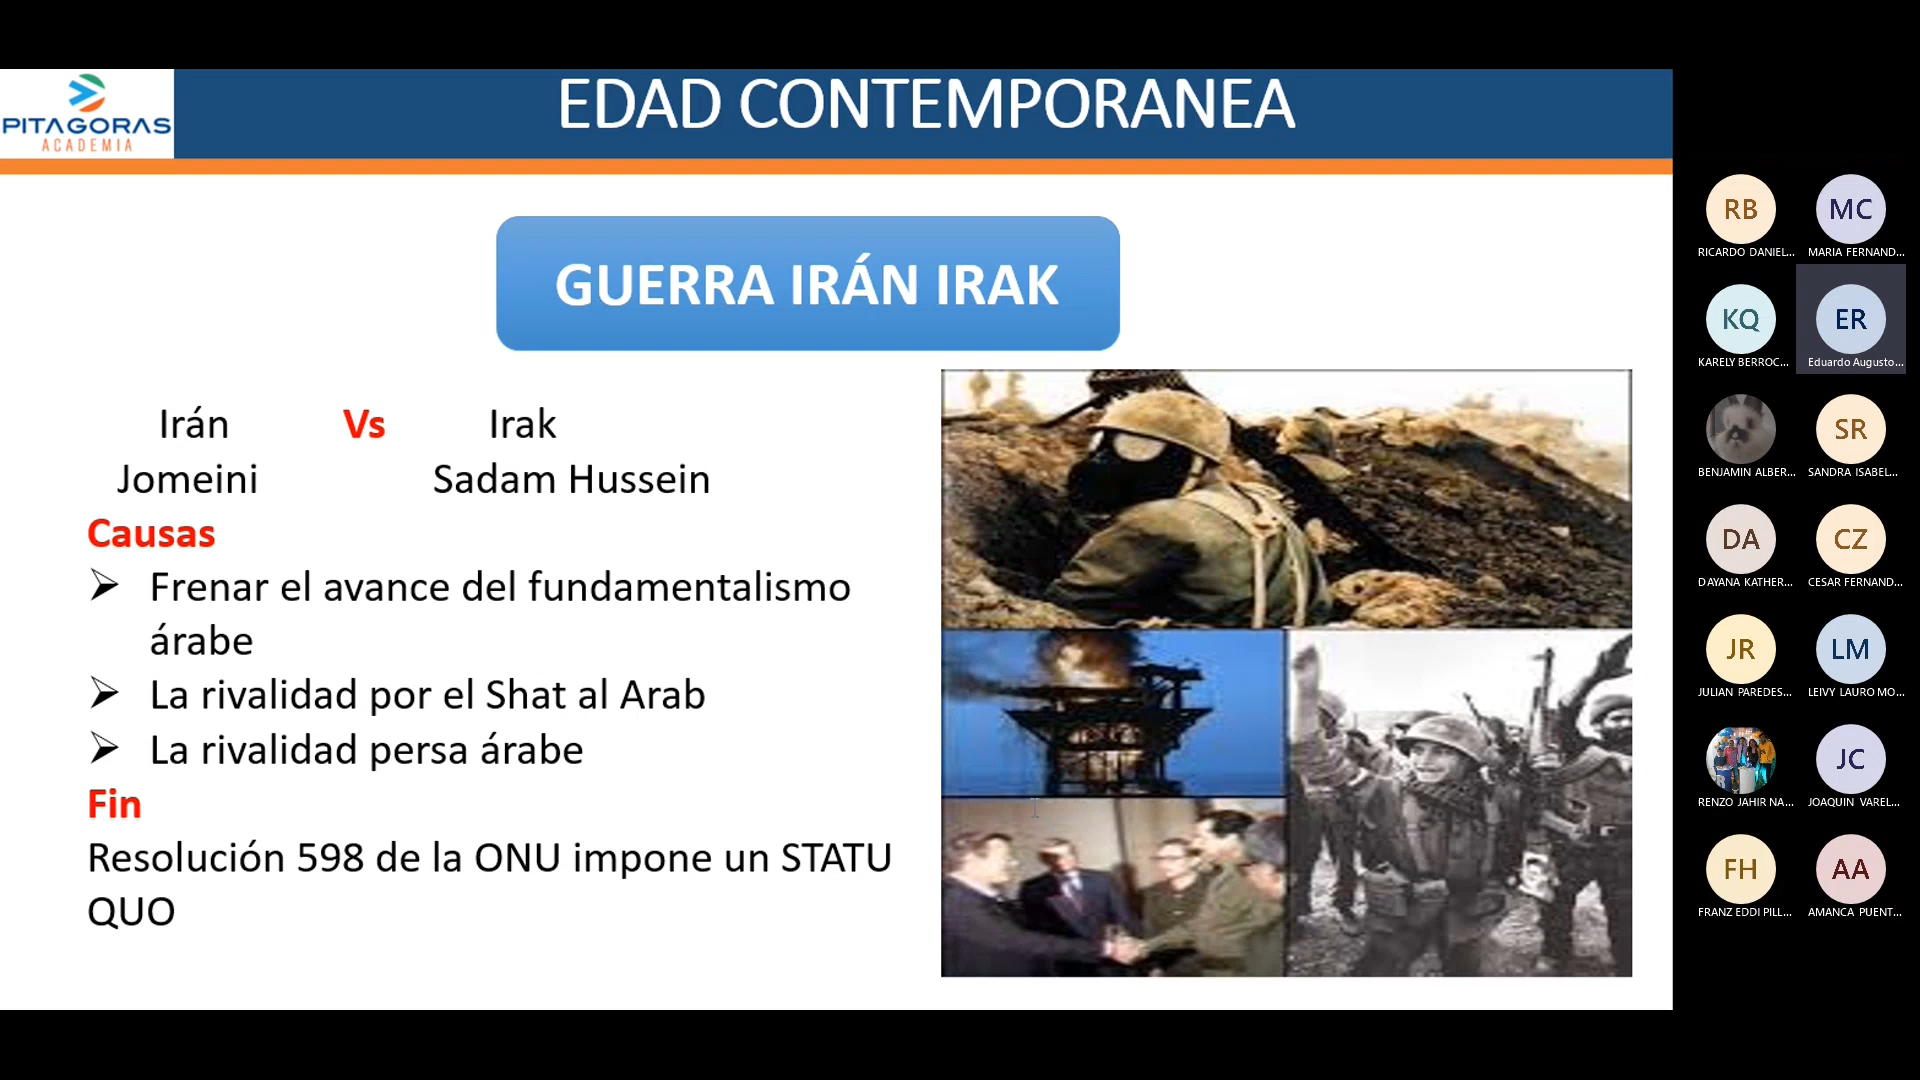 PITAGORAS
ACADEMIA
EDAD CONTEMPORANEA
GUERRA IRÁN IRAK
Irán Vs Irak
Jomeini Sadam Hussein
Causas
➢ Frenar el avance del fundamentalismo
árabe
➢ La rivalidad por el Shat al Arab
➢ La rivalidad persa árabe
Fin
Resolución 598 de la ONU impone un STATU
QUO
RB MC
RICARDO DANIEL... MARIA FERNAND...
KQ ER
KARELY BERROC... Eduardo Augusto...
SR
BENJAMIN ALBER... SANDRA ISABEL...
DA CZ
DAYANA KATHER... CESAR FERNAND...
JR LM
JULIAN PAREDES... LEIVY LAURO MO...
JC
RENZO JAHIR NA... JOAQUIN VAREL...
FH AA
FRANZ EDDI PILL... AMANCA PUENT...